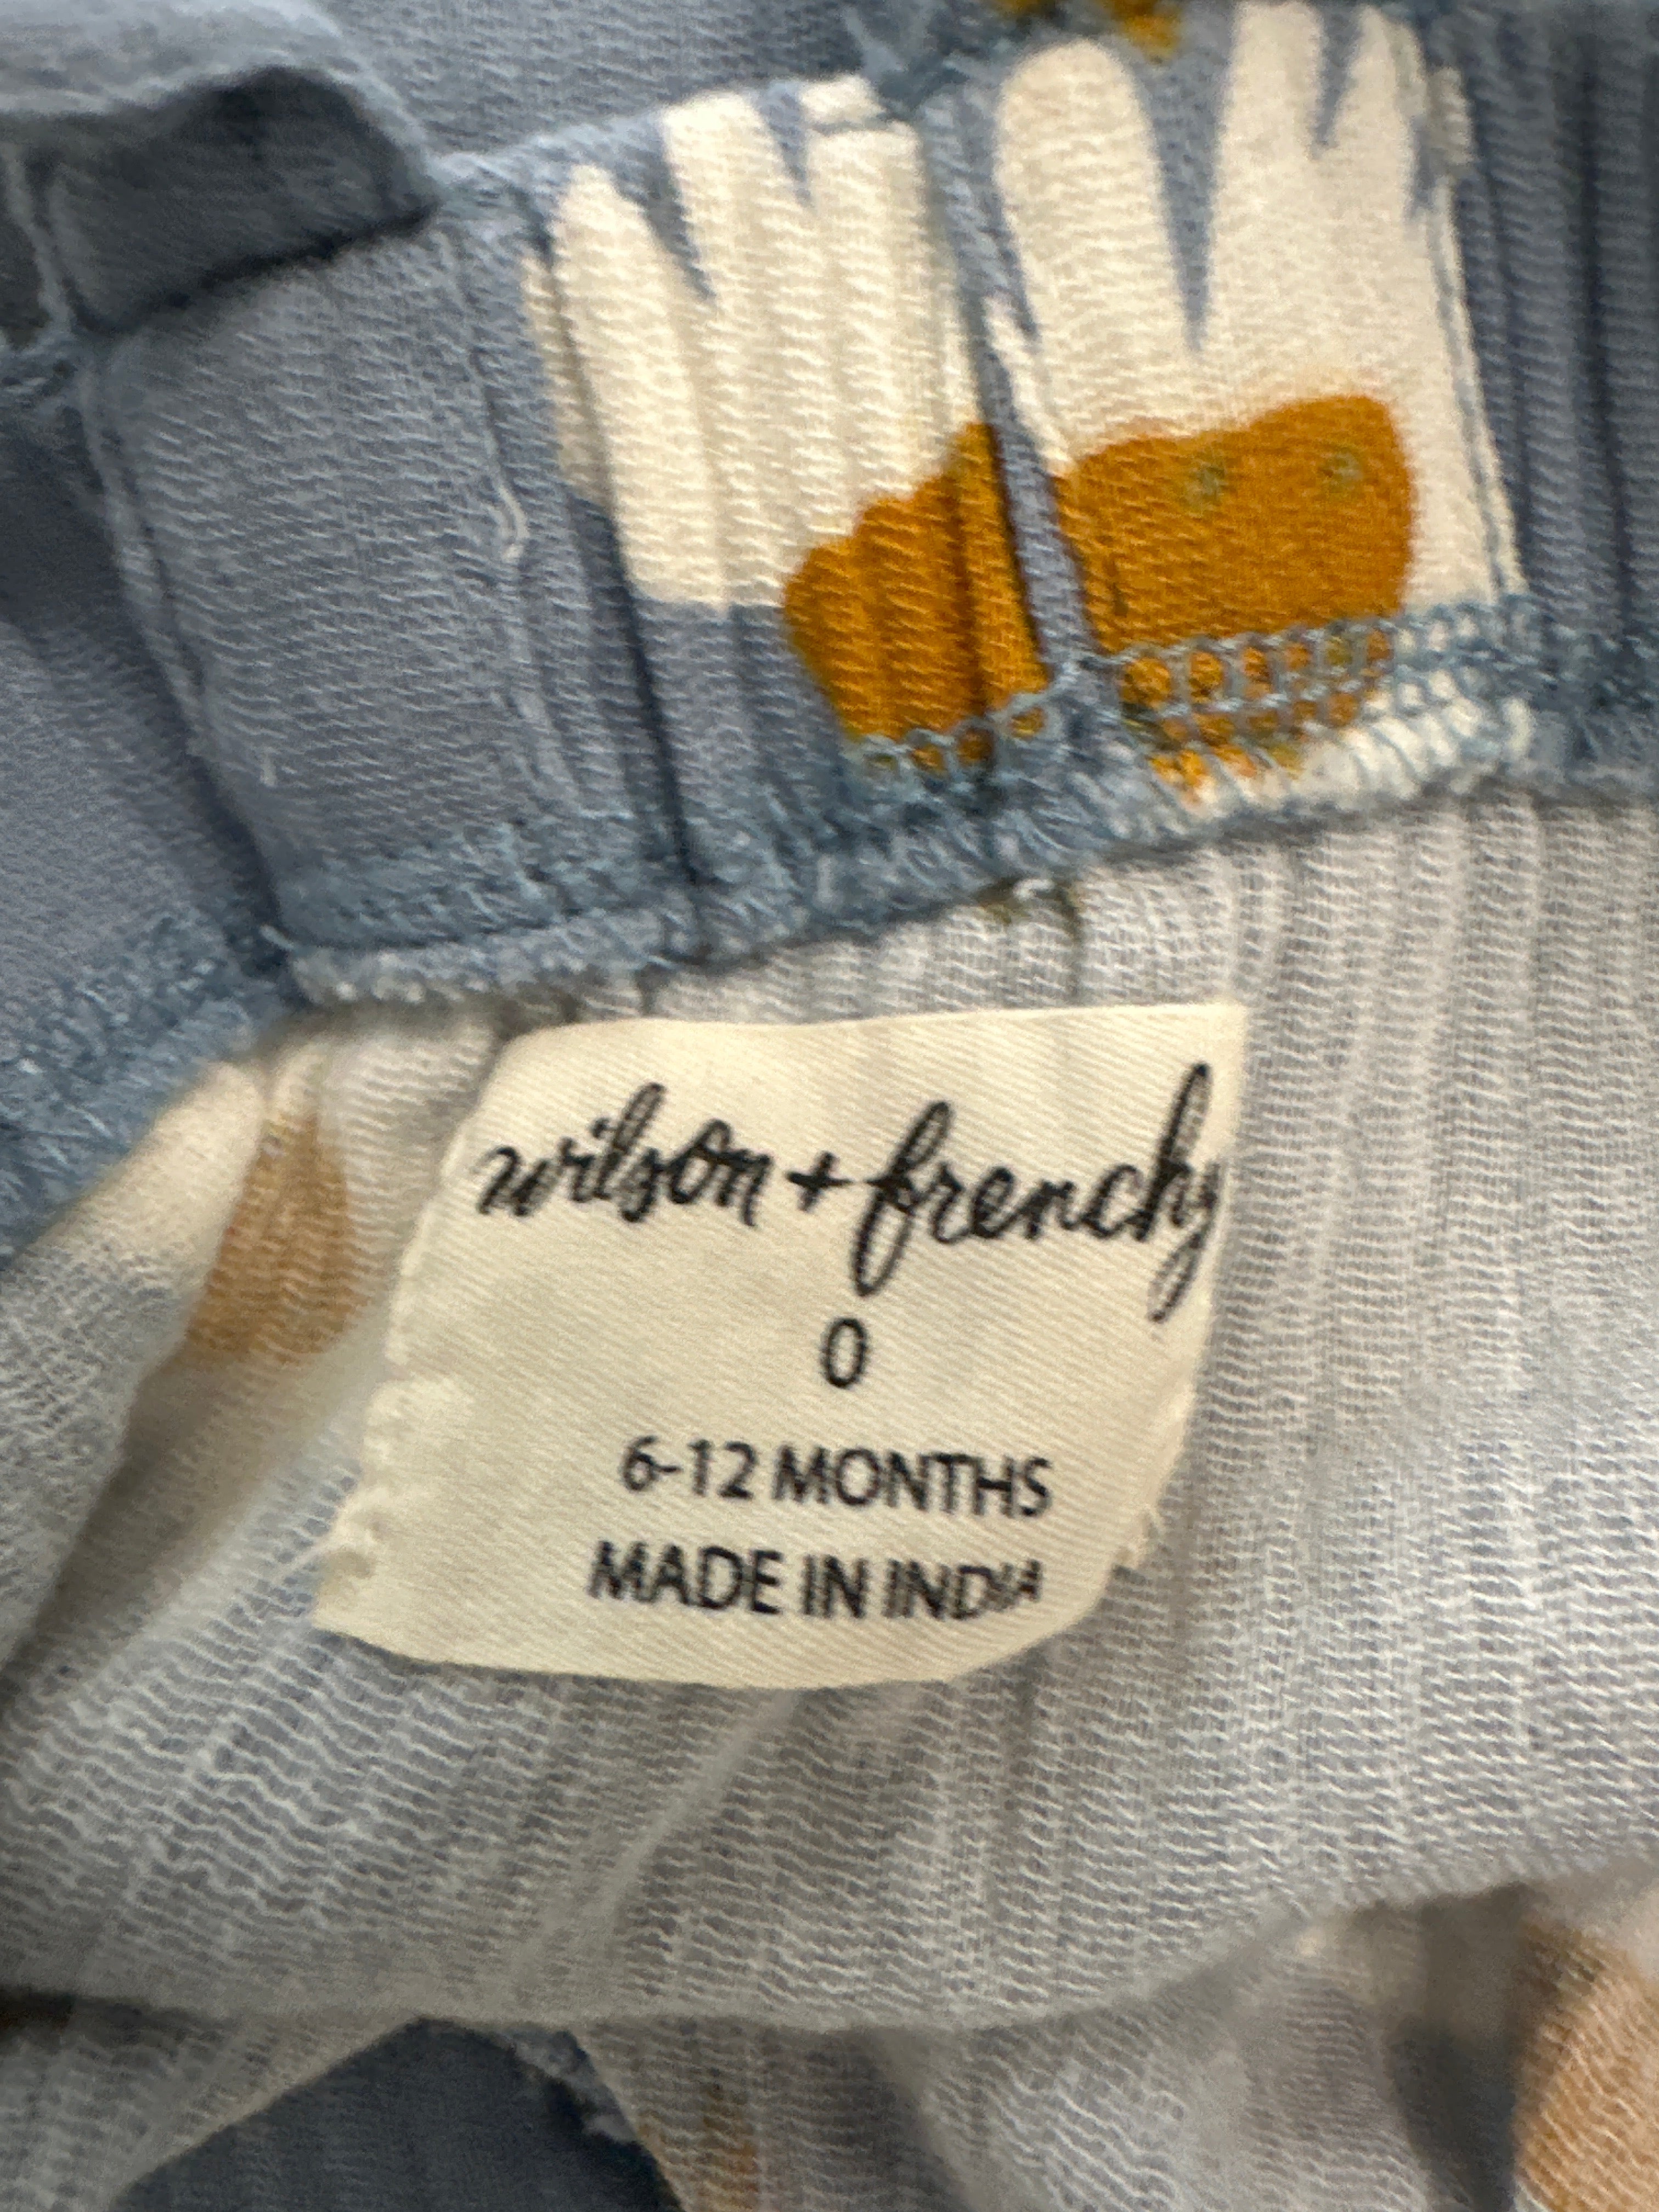 wilson + frenchy
0
6-12 MONTHS
MADE IN INDIA